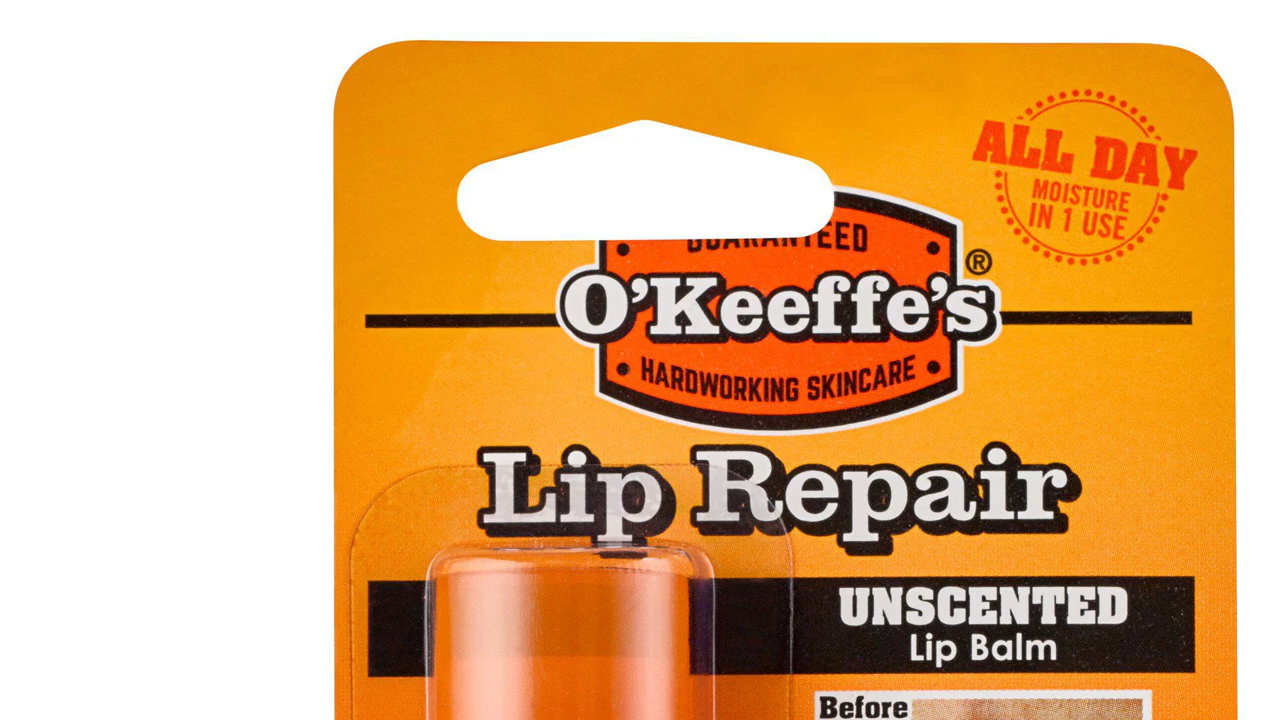 ALL DAY
MOISTURE
IN 1 USE
GUARANTEED
O'Keeffe's®
HARDWORKING SKINCARE
Lip Repair
UNSCENTED
Lip Balm
Before